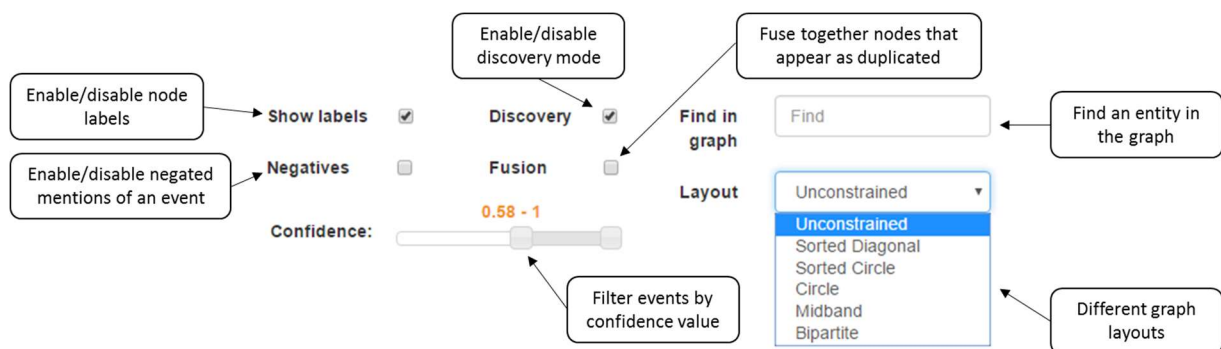 Enable/disable
discovery mode
Fuse together nodes that
appear as duplicated
Enable/disable node
labels
Show labels
Discovery
Find in
graph
Find
Find an entity in
the graph
Enable/disable negated
mentions of an event
Negatives
Fusion
Layout
Unconstrained
0.58 - 1
Confidence:
Unconstrained
Sorted Diagonal
Sorted Circle
Circle
Midband
Bipartite
Filter events by
confidence value
Different graph
layouts